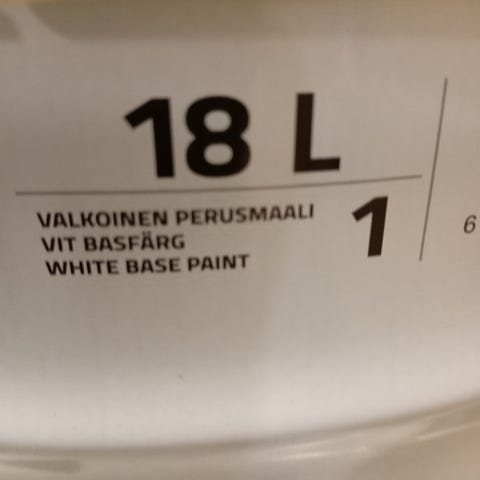 18 L
VALKOINEN PERUSMAALI
VIT BASFÄRG
WHITE BASE PAINT
1
6